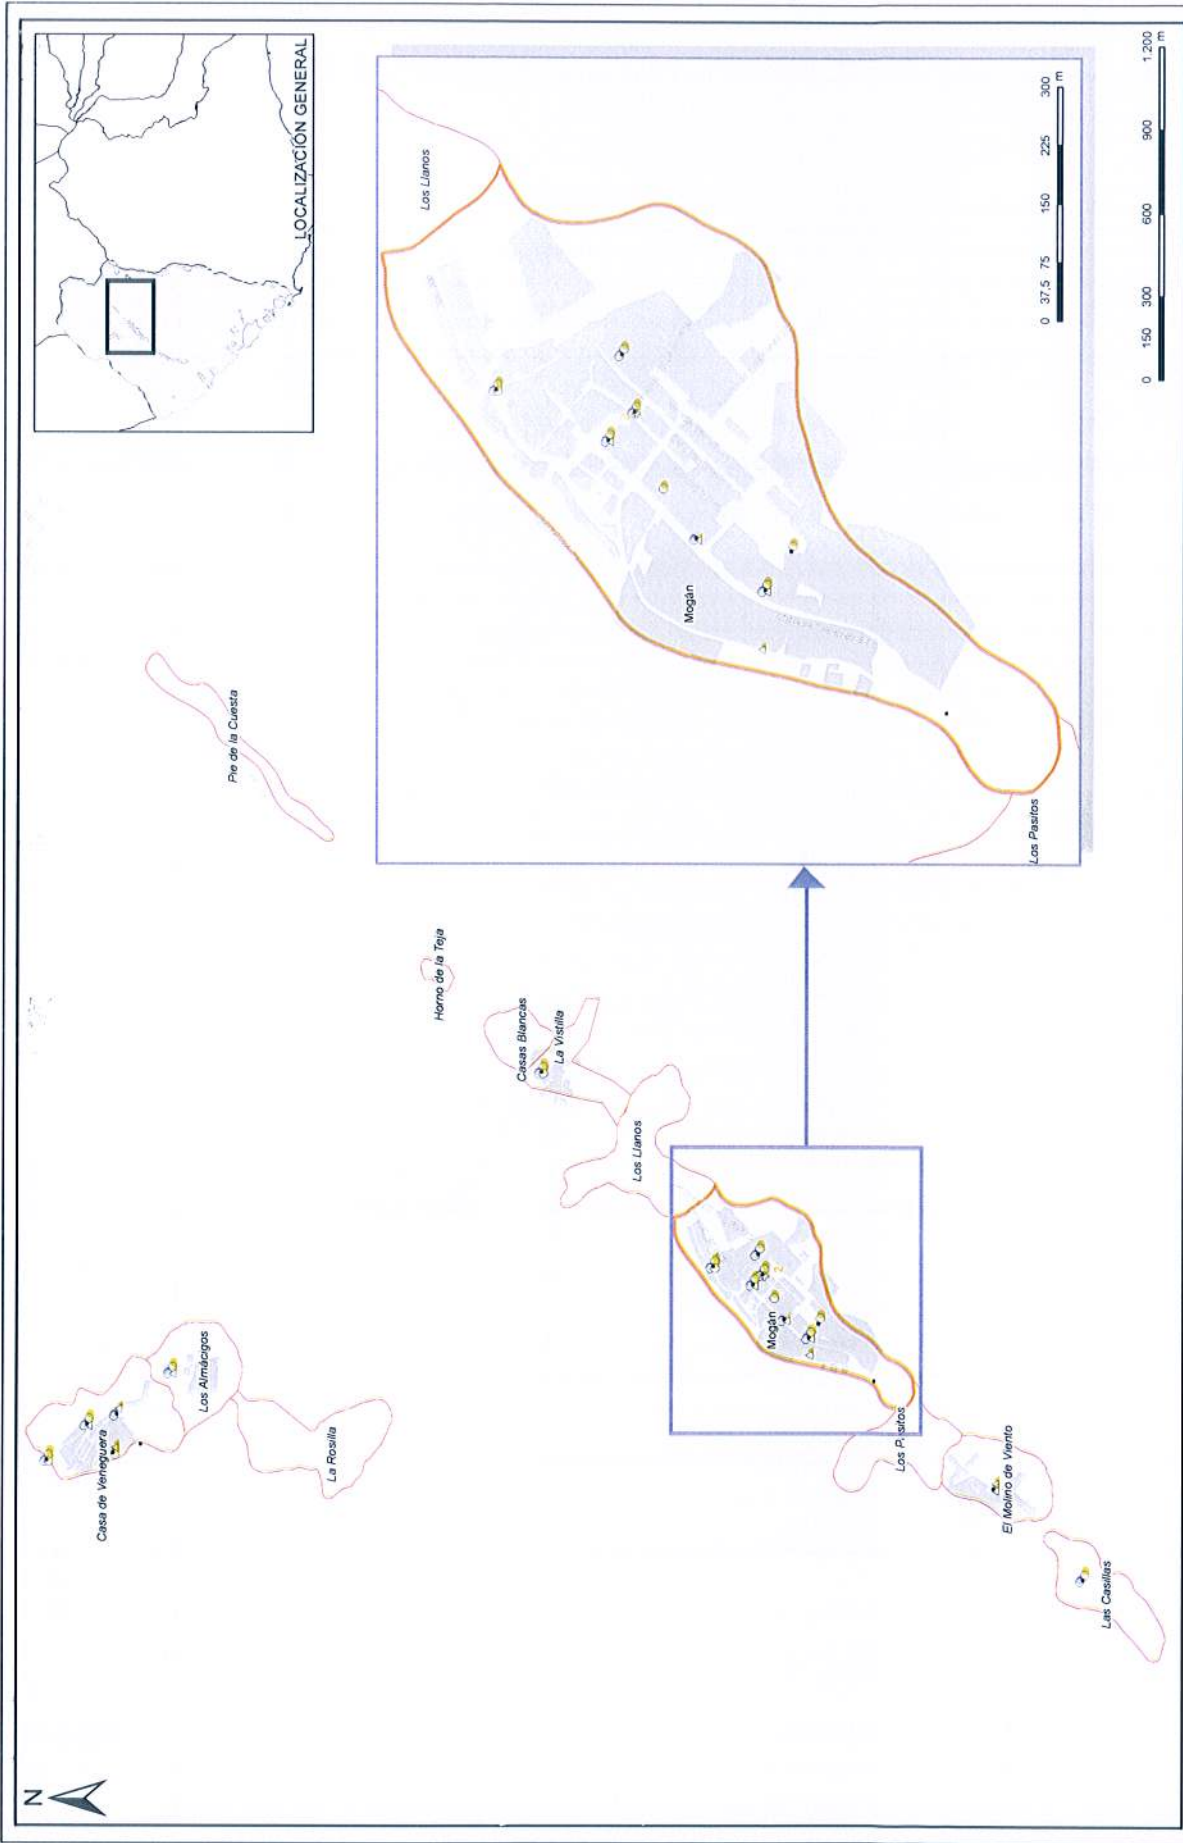 N
LOCALIZACIÓN GENERAL
Casa de Veneguera
Los Almácigos
La Rosilla
Pie de la Cuesta
Horno de la Teja
Casas Blancas
La Vistilla
Los Llanos
Mogán
2
El Molino de Viento
Las Casillas
Los Llanos
Mogán
Los Pasitos
0 37,5 75 150 225 300
m
0 150 300 600 900 1.200
m